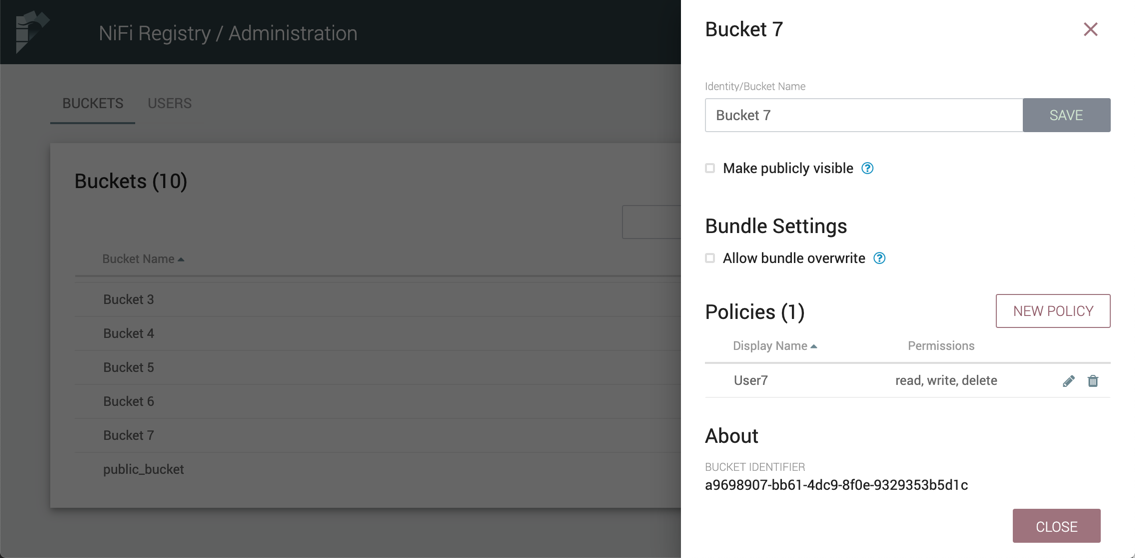 NiFi Registry / Administration
BUCKETS USERS
Buckets (10)
Bucket Name
Bucket 3
Bucket 4
Bucket 5
Bucket 6
Bucket 7
public_bucket
Bucket 7
Identity/Bucket Name
Bucket 7 SAVE
Make publicly visible ?
Bundle Settings
Allow bundle overwrite ?
Policies (1) NEW POLICY
Display Name Permissions
User7 read, write, delete
About
BUCKET IDENTIFIER
a9698907-bb61-4dc9-8f0e-9329353b5d1c
CLOSE